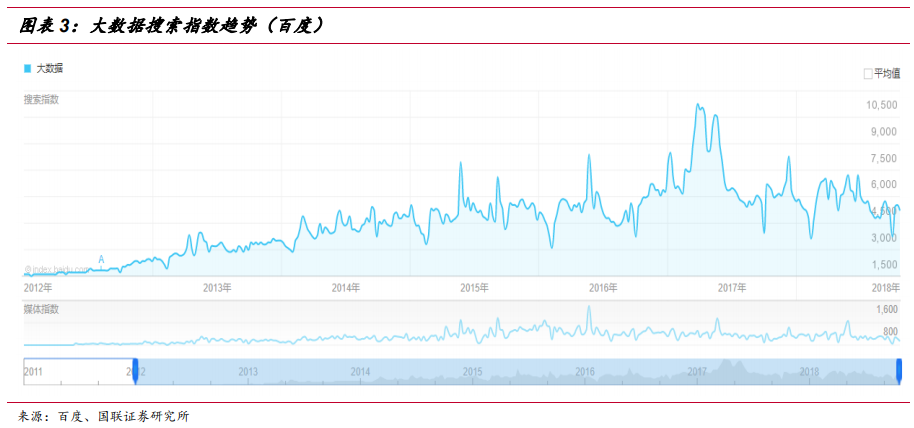 图表 3：大数据搜索指数趋势（百度）
大数据
平均值
搜索指数
10,500
9,000
7,500
6,000
4,500
3,000
1,500
A
@index.baidu.com
2012年 2013年 2014年 2015年 2016年 2017年 2018年
媒体指数
1,600
800
2011 2012 2013 2014 2015 2016 2017 2018
来源：百度、国联证券研究所